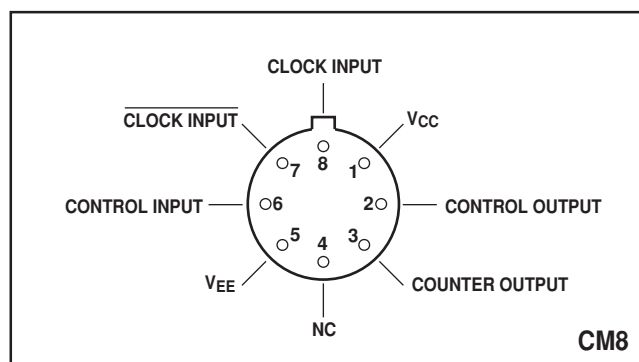 CLOCK INPUT
CLOCK INPUT
VCC
8
7
1
CONTROL INPUT
6
2
CONTROL OUTPUT
5
4
3
VEE
COUNTER OUTPUT
NC
CM8